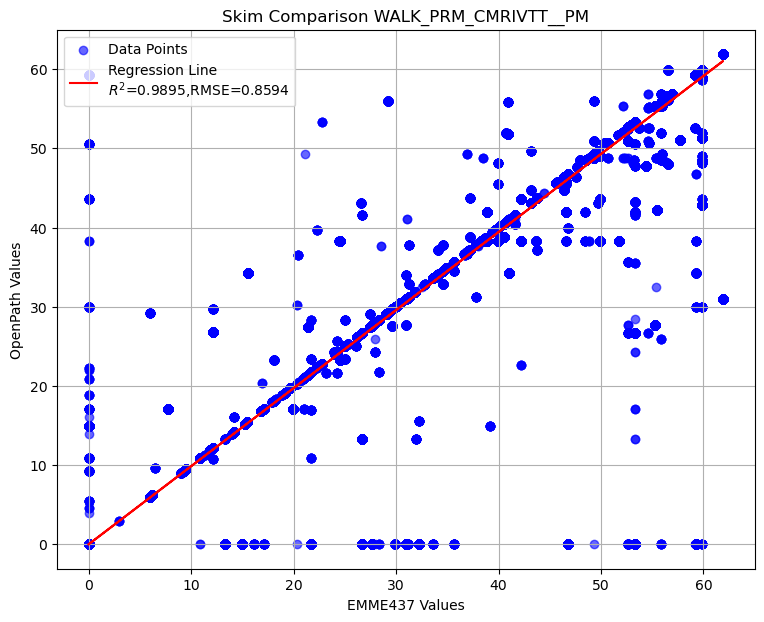 Skim Comparison WALK_PRM_CMRIVTT__PM
Data Points
Regression Line
R²=0.9895,RMSE=0.8594
60
50
40
30
20
10
0
OpenPath Values
0 10 20 30 40 50 60
EMME437 Values